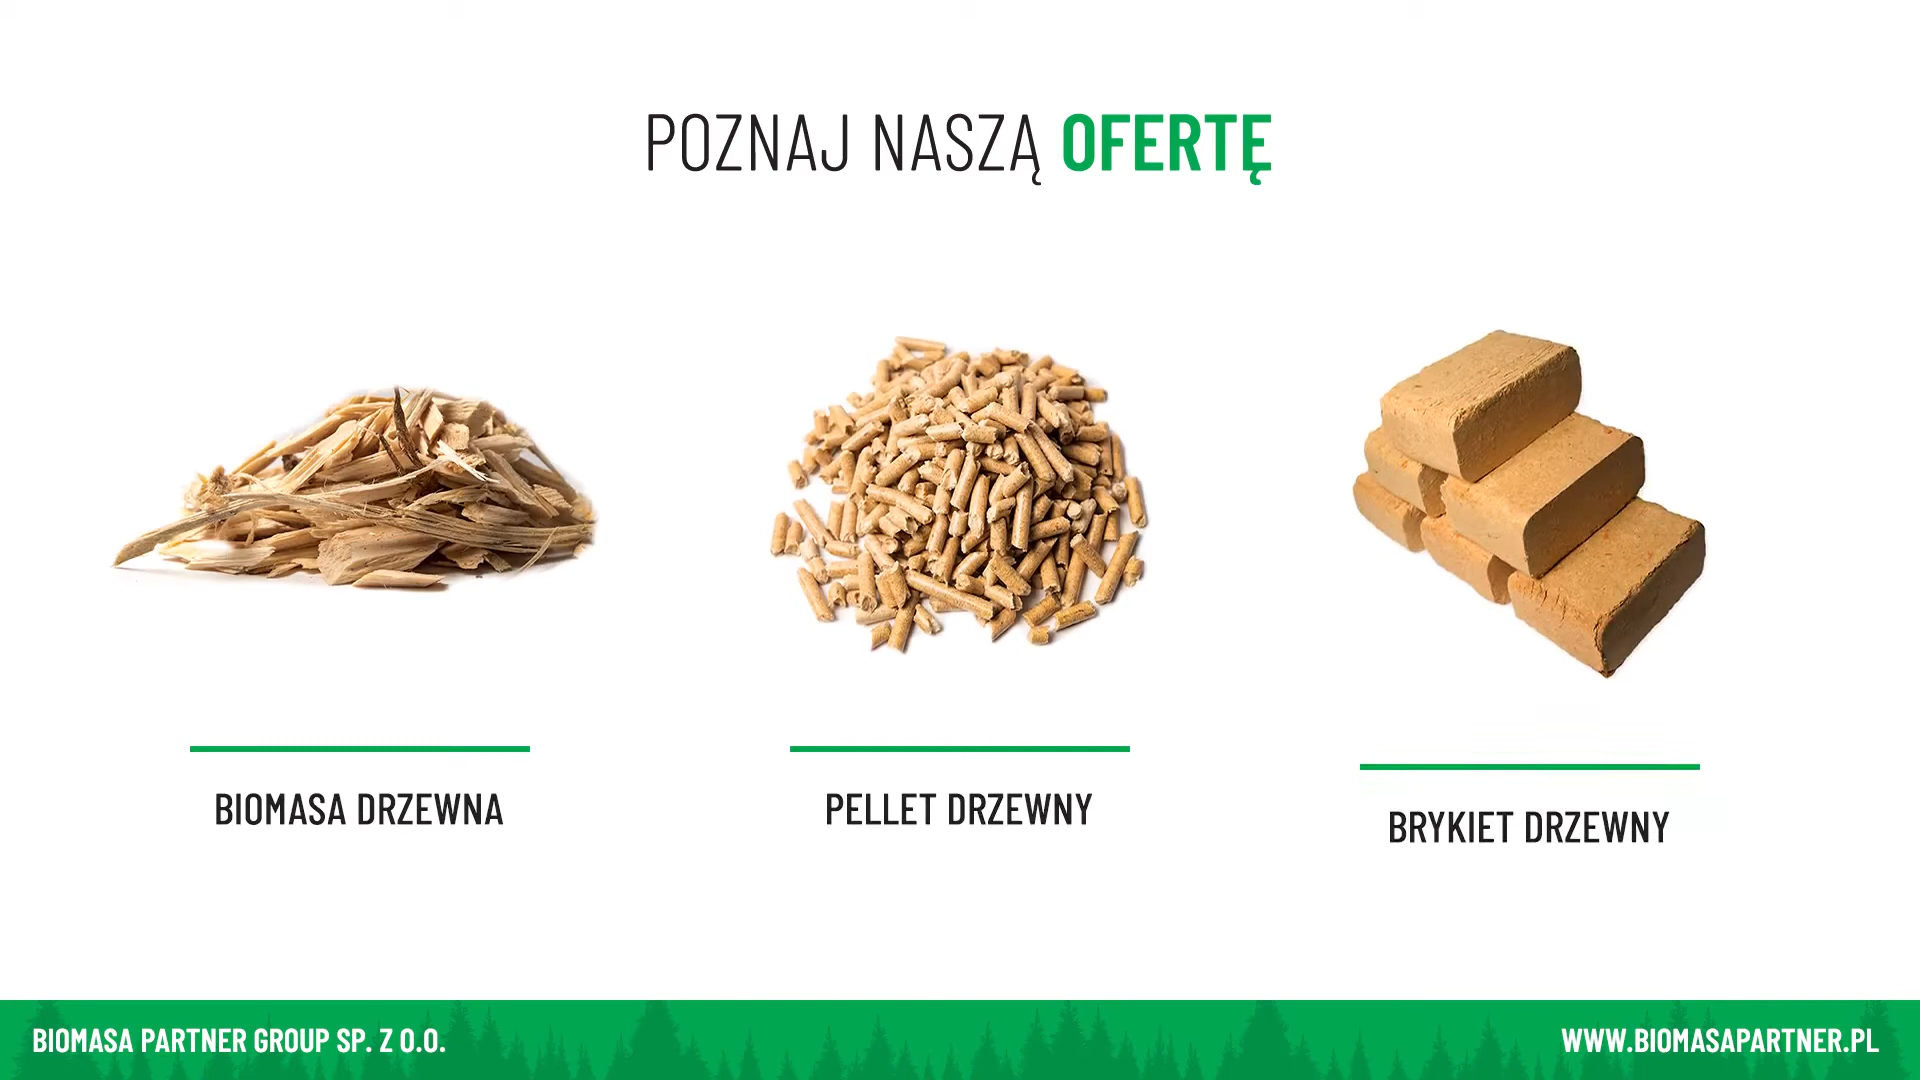 POZNAJ NASZĄ OFERTĘ
BIOMASA DRZEWNA
PELLET DRZEWNY
BRYKIET DRZEWNY
BIOMASA PARTNER GROUP SP. Z O.O.
WWW.BIOMASAPARTNER.PL